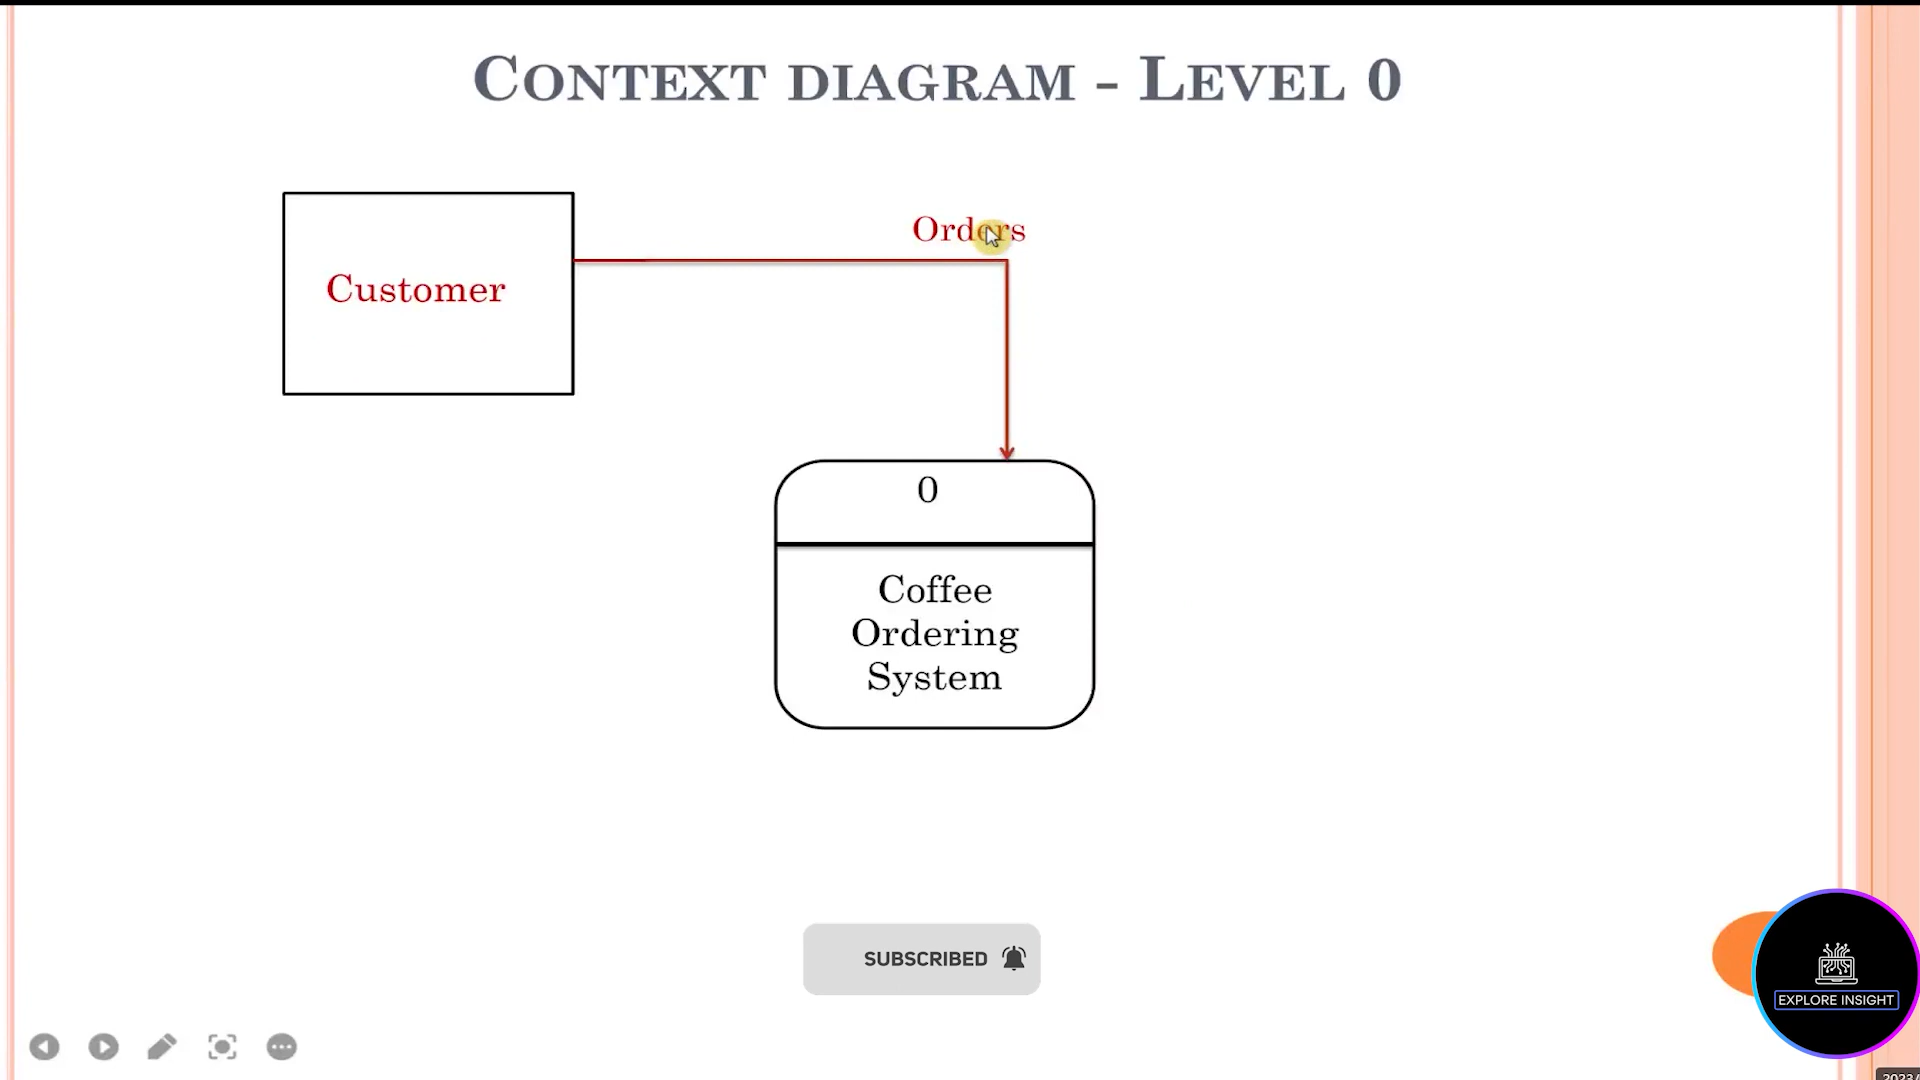 CONTEXT DIAGRAM - LEVEL 0
Orders
Customer
0
Coffee
Ordering
System
SUBSCRIBED
EXPLORE INSIGHT